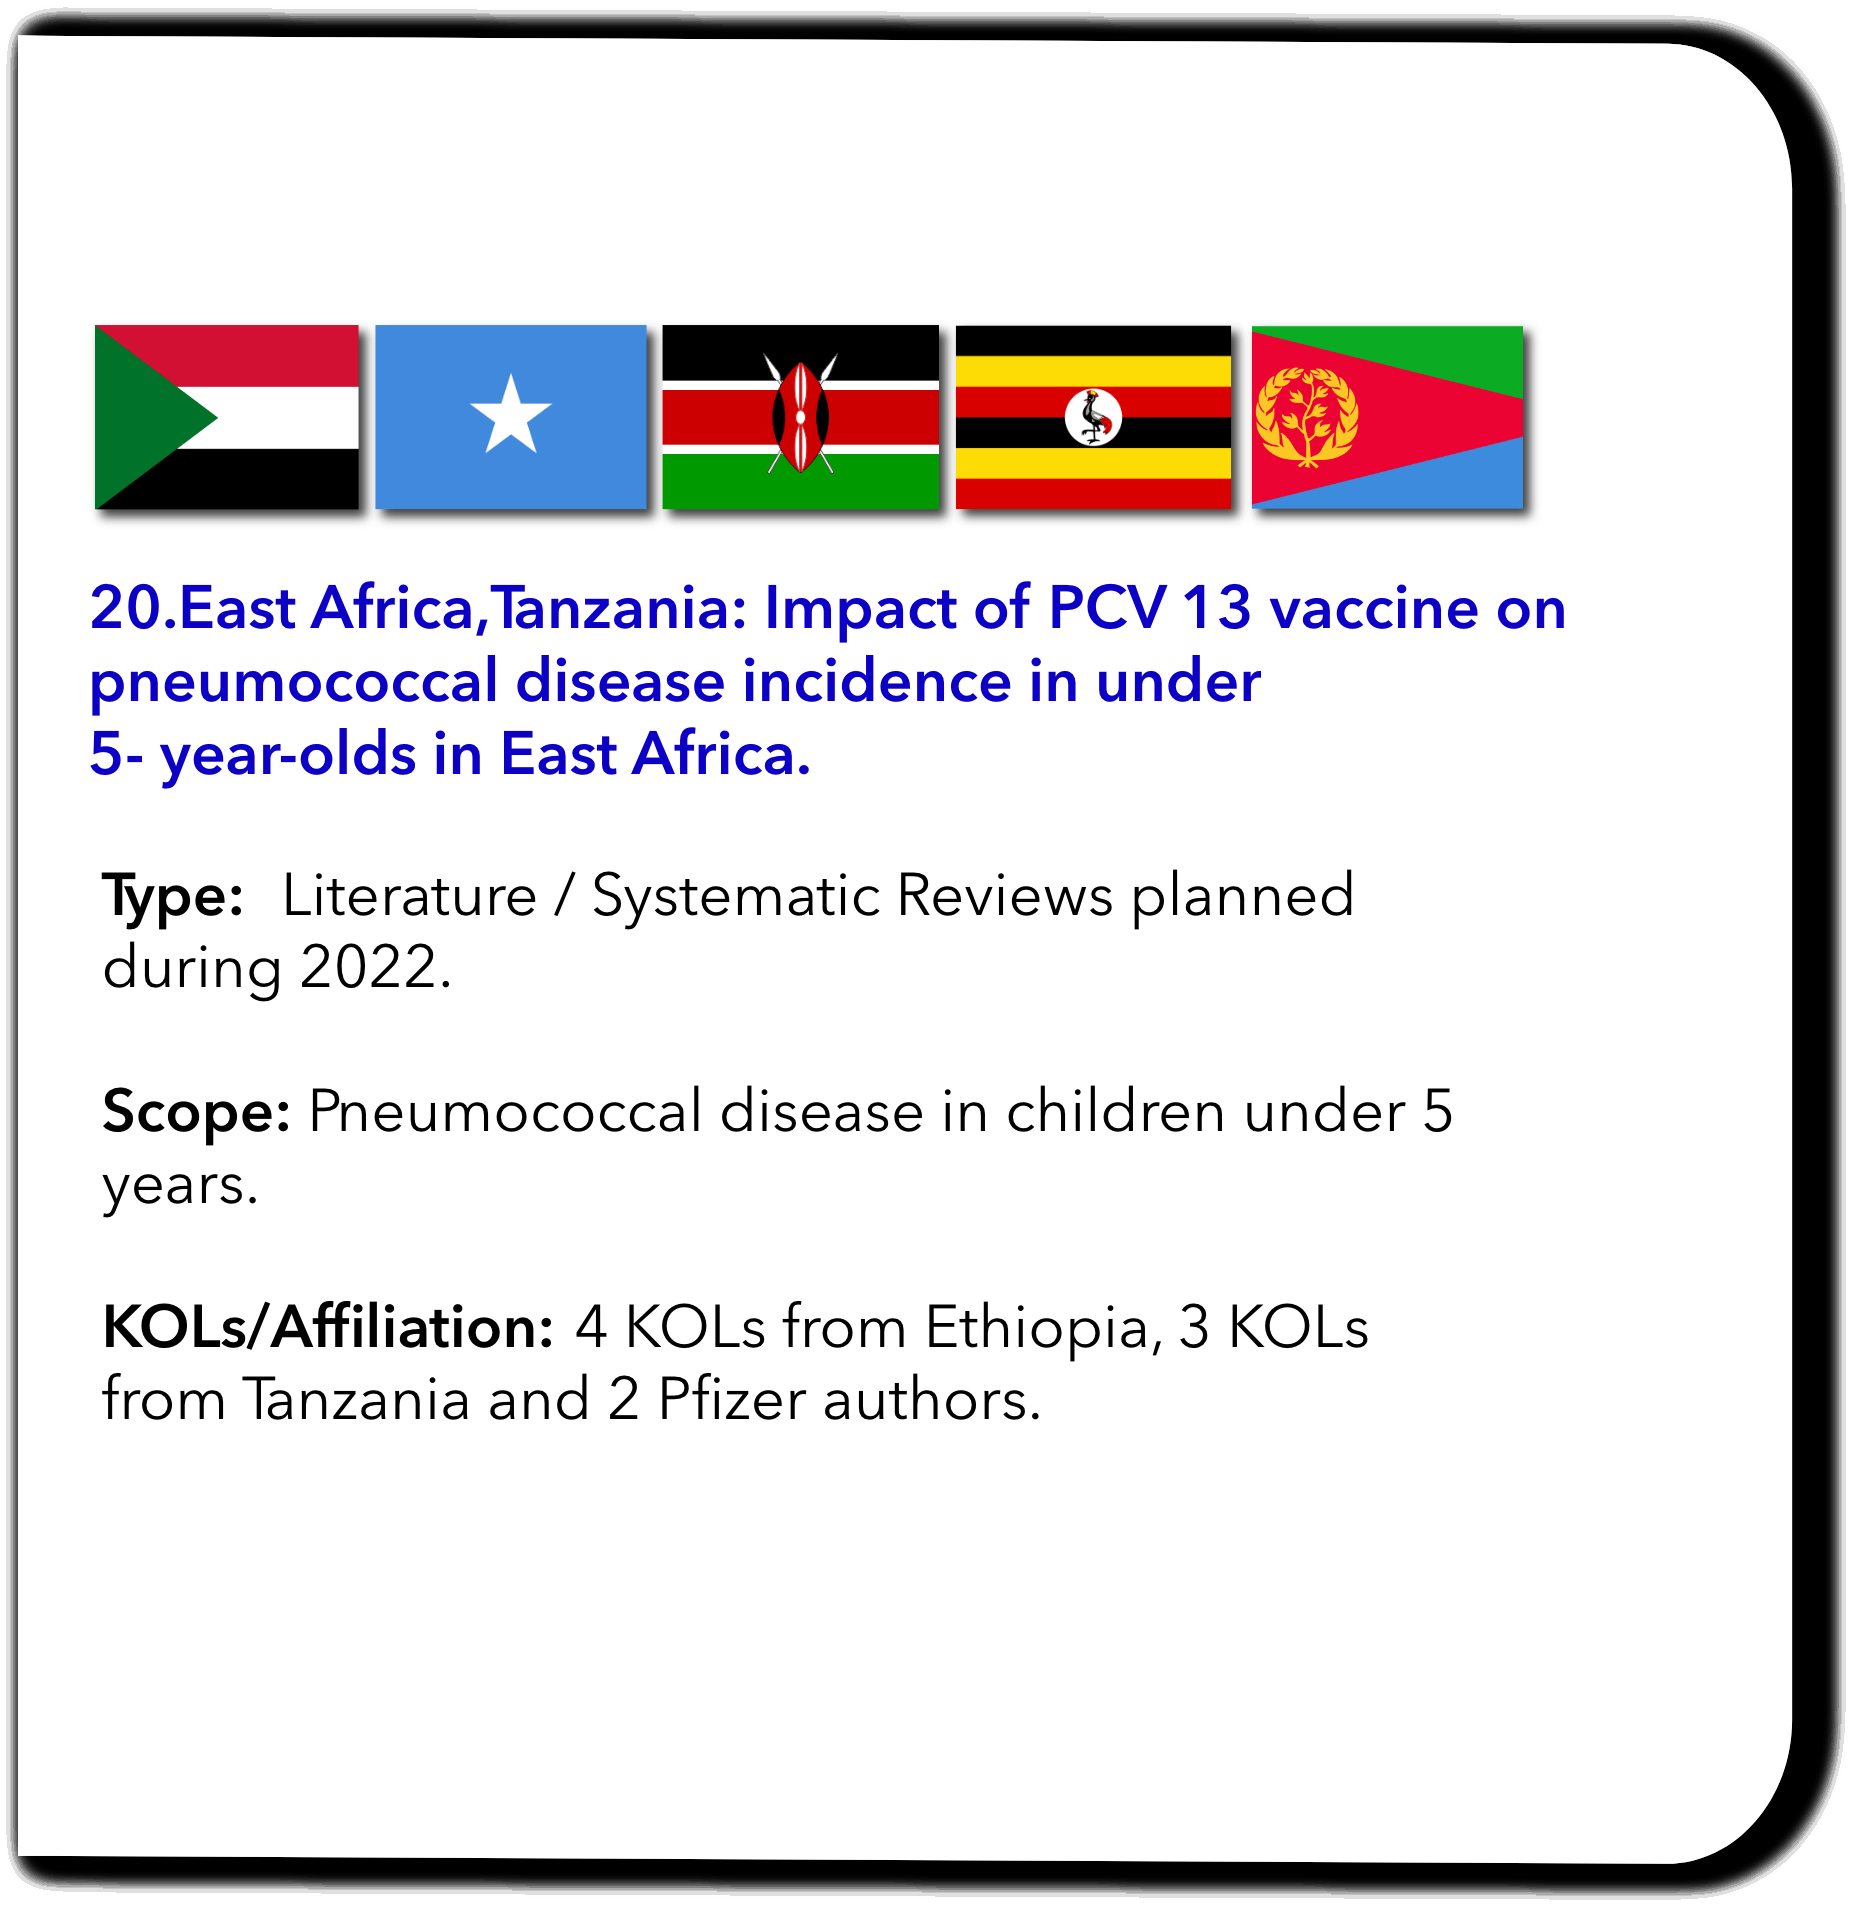 20.East Africa,Tanzania: Impact of PCV 13 vaccine on
pneumococcal disease incidence in under
5- year-olds in East Africa.
Type: Literature / Systematic Reviews planned
during 2022.
Scope: Pneumococcal disease in children under 5
years.
KOLs/Affiliation: 4 KOLs from Ethiopia, 3 KOLs
from Tanzania and 2 Pfizer authors.